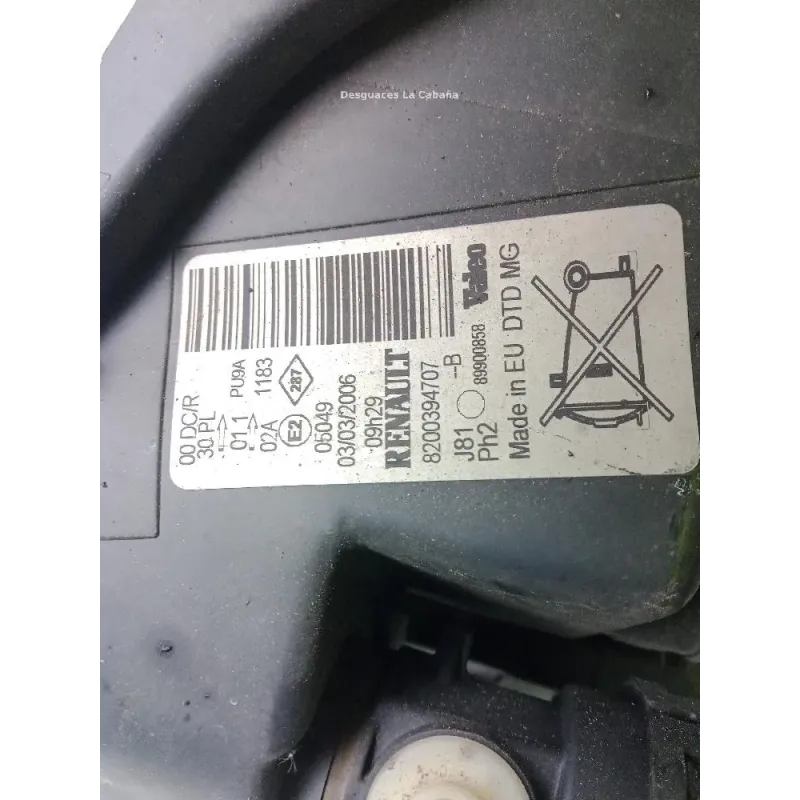 Desguaces La Cabaña
00 DC/R
30 PL
01 1 PU9A
02A 1183
E2 287
05049
03/03/2006
09h29
RENAULT
8200394707
J81 --B
Ph2 89900858 Valeo
Made in EU DTD MG